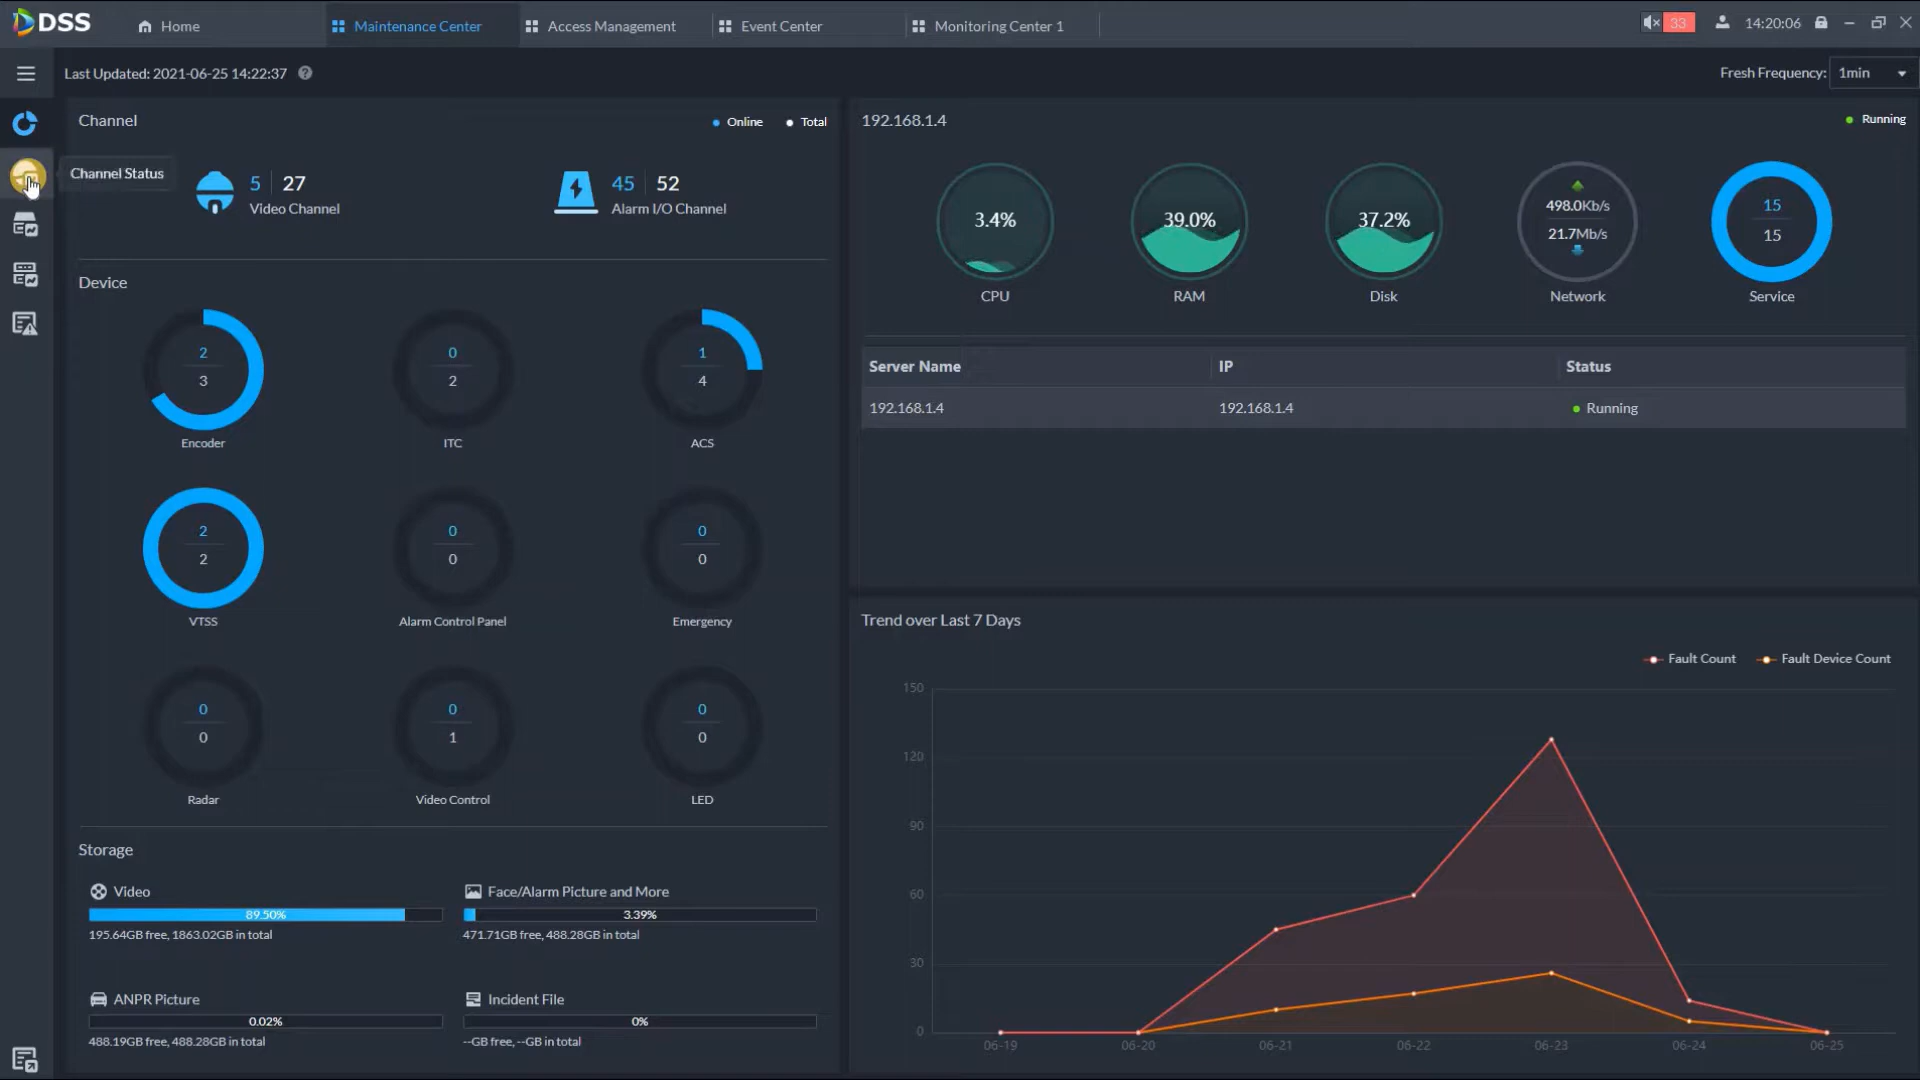 DSS
Home
Maintenance Center
Access Management
Event Center
Monitoring Center 1
33
14:20:06
Last Updated: 2021-06-25 14:22:37
Fresh Frequency: 1min
Channel
Online
Total
Channel Status
5 27
Video Channel
45 52
Alarm I/O Channel
Device
2
3
Encoder
0
2
ITC
1
4
ACS
2
2
VTSS
0
0
Alarm Control Panel
0
0
Emergency
0
0
Radar
0
1
Video Control
0
0
LED
Storage
Video
89.50%
195.64GB free, 1863.02GB in total
Face/Alarm Picture and More
3.39%
471.71GB free, 488.28GB in total
ANPR Picture
0.02%
488.19GB free, 488.28GB in total
Incident File
0%
--GB free, --GB in total
192.168.1.4
Running
3.4%
CPU
39.0%
RAM
37.2%
Disk
498.0Kb/s
21.7Mb/s
Network
15
15
Service
Server Name IP Status
192.168.1.4 192.168.1.4 Running
Trend over Last 7 Days
Fault Count
Fault Device Count
150
120
90
60
30
0
06-19 06-20 06-21 06-22 06-23 06-24 06-25